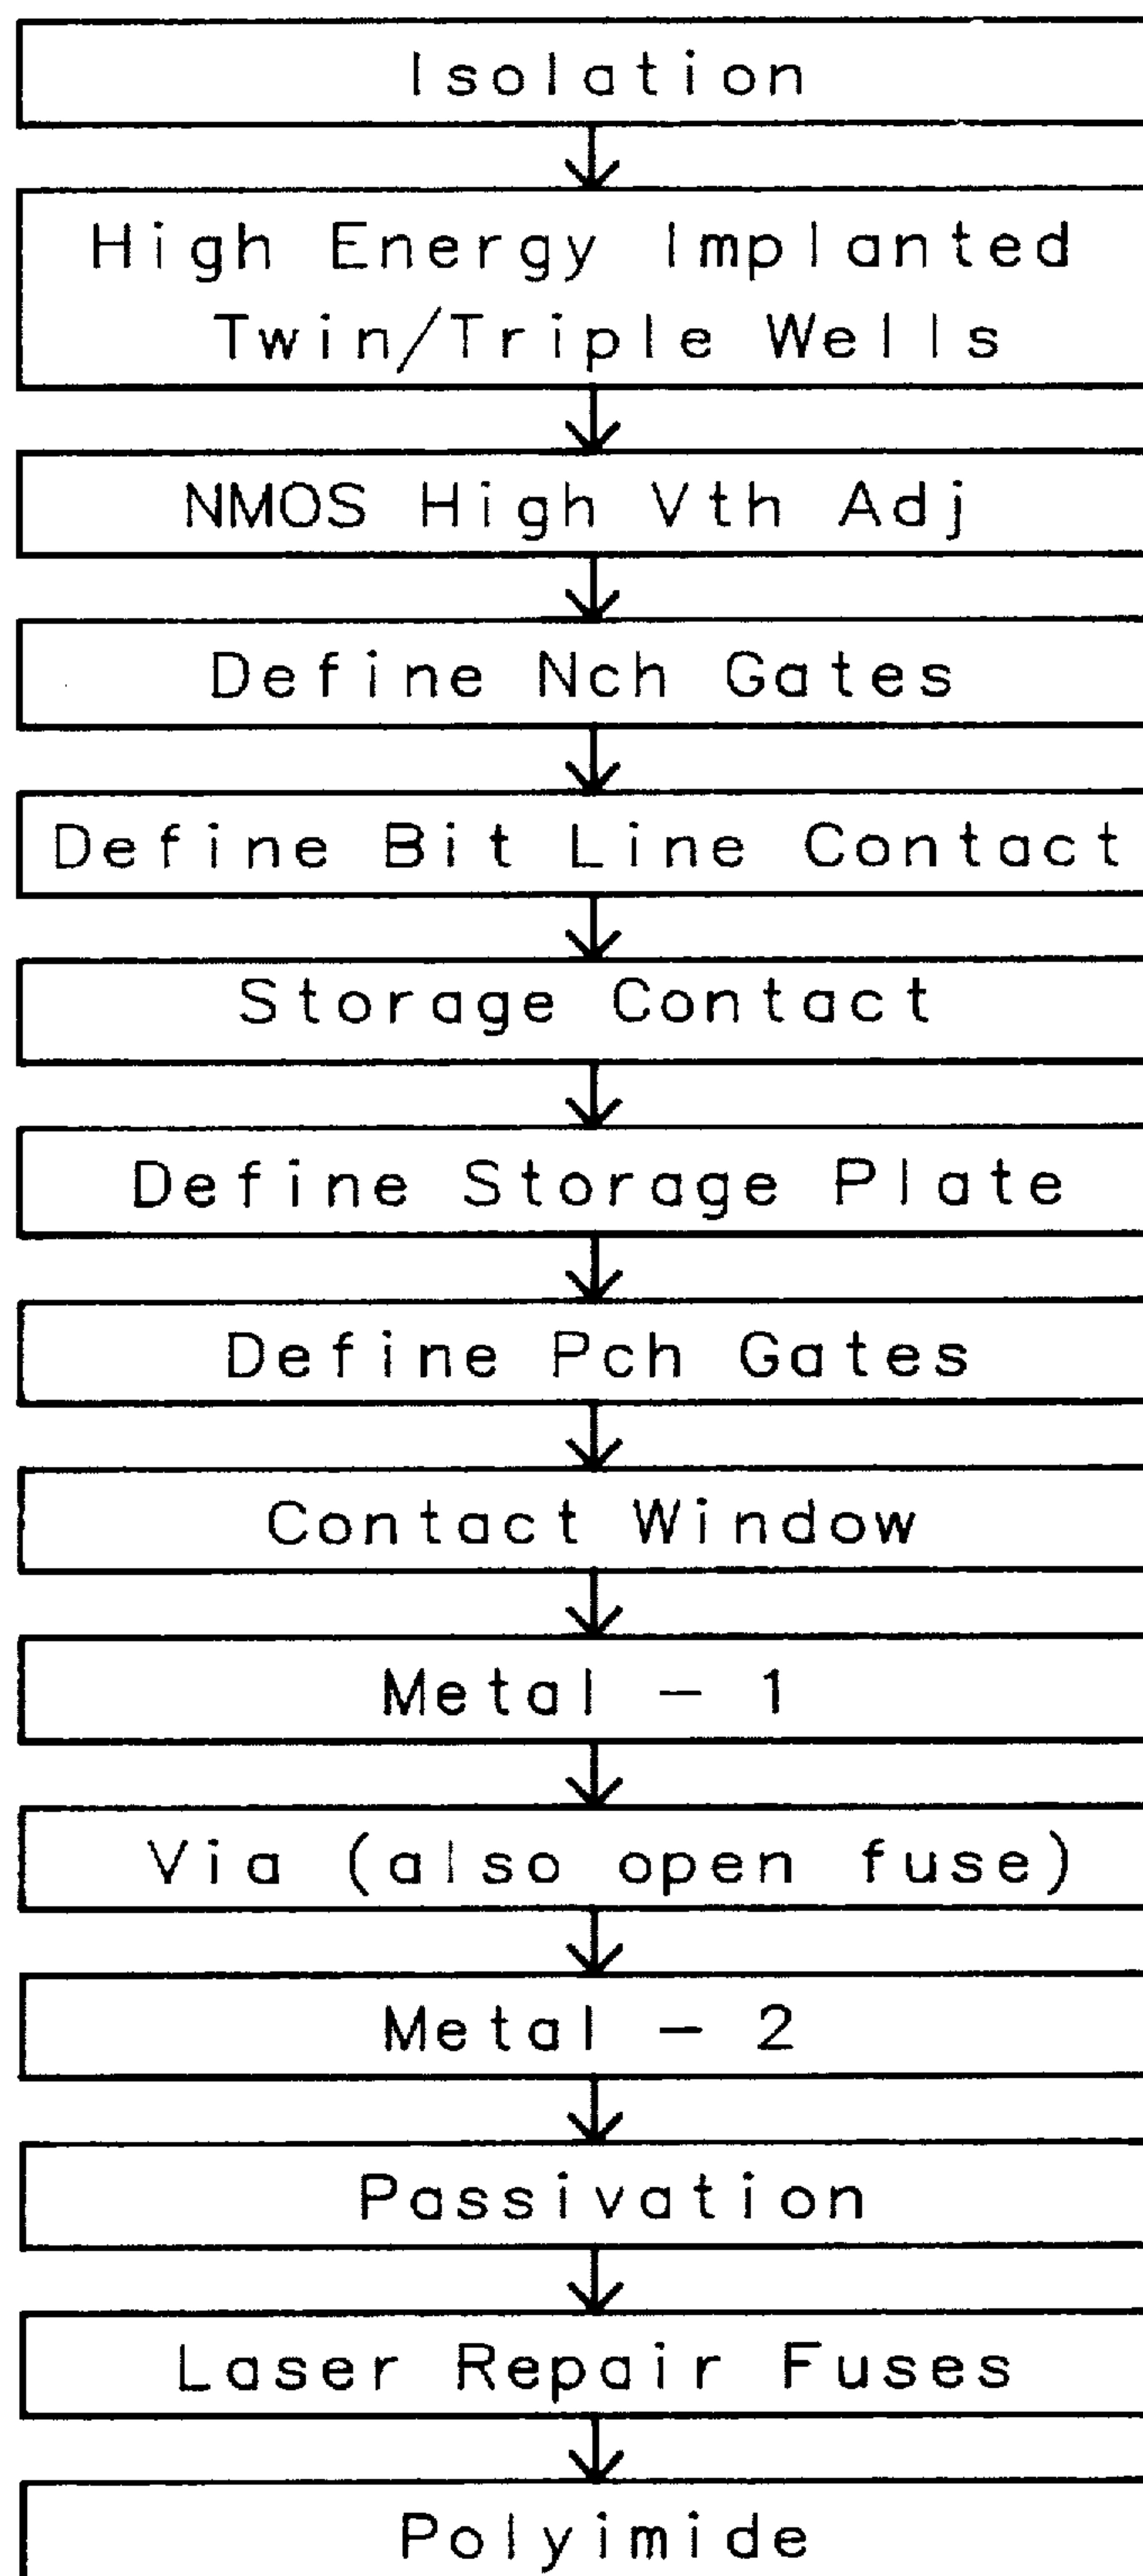 Isolation
High Energy Implanted
Twin/Triple Wells
NMOS High Vth Adj
Define Nch Gates
Define Bit Line Contact
Storage Contact
Define Storage Plate
Define Pch Gates
Contact Window
Metal - 1
Via (also open fuse)
Metal - 2
Passivation
Laser Repair Fuses
Polyimide